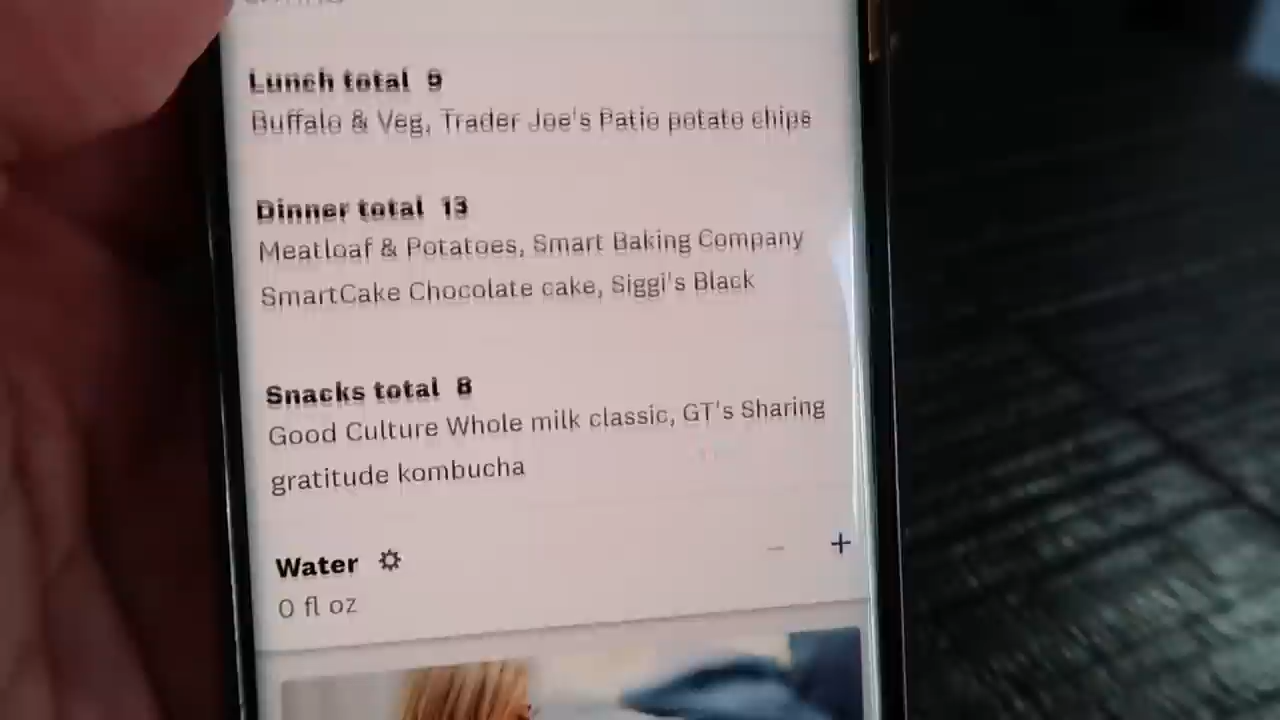 Lunch total 9
Buffalo & Veg, Trader Joe's Patio potato chips
Dinner total 13
Meatloaf & Potatoes, Smart Baking Company
SmartCake Chocolate cake, Siggi's Black
Snacks total 8
Good Culture Whole milk classic, GT's Sharing
gratitude kombucha
Water
− +
0 fl oz